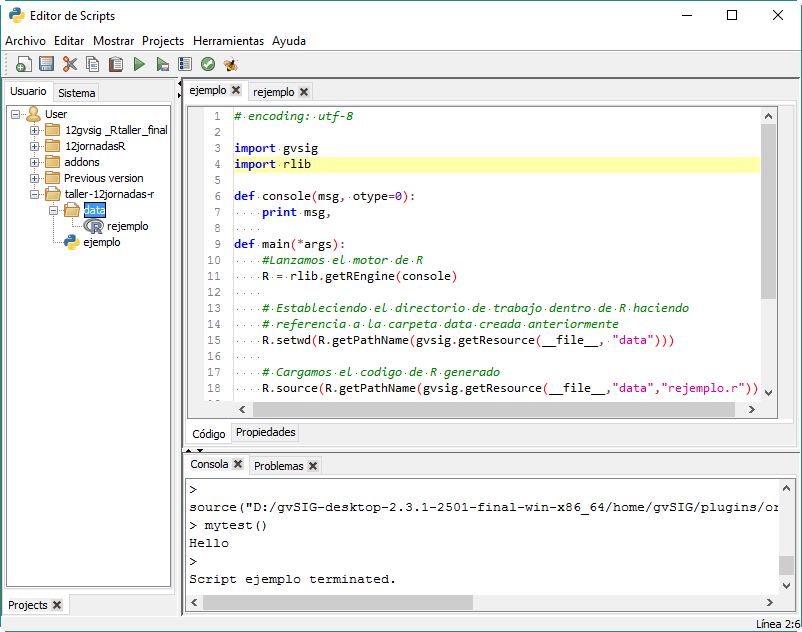 Editor de Scripts
Archivo Editar Mostrar Projects Herramientas Ayuda
Usuario Sistema
User
12gvsig _Rtaller_final
12jornadasR
addons
Previous version
taller-12jornadas-r
data
rejemplo
ejemplo
Projects
ejemplo rejemplo
1 # encoding: utf-8
2
3 import gvsig
4 import rlib
5
6 def console(msg, otype=0):
7 print msg,
8
9 def main(*args):
10 #Lanzamos el motor de R
11 R = rlib.getREngine(console)
12
13 # Estableciendo el directorio de trabajo dentro de R haciendo
14 # referencia a la carpeta data creada anteriormente
15 R.setwd(R.getPathName(gvsig.getResource(__file__, "data")))
16
17 # Cargamos el codigo de R generado
18 R.source(R.getPathName(gvsig.getResource(__file__,"data","rejemplo.r"))
Código Propiedades
Consola Problemas
>
source("D:/gvSIG-desktop-2.3.1-2501-final-win-x86_64/home/gvSIG/plugins/or
> mytest()
Hello
>
Script ejemplo terminated.
Línea 2:6